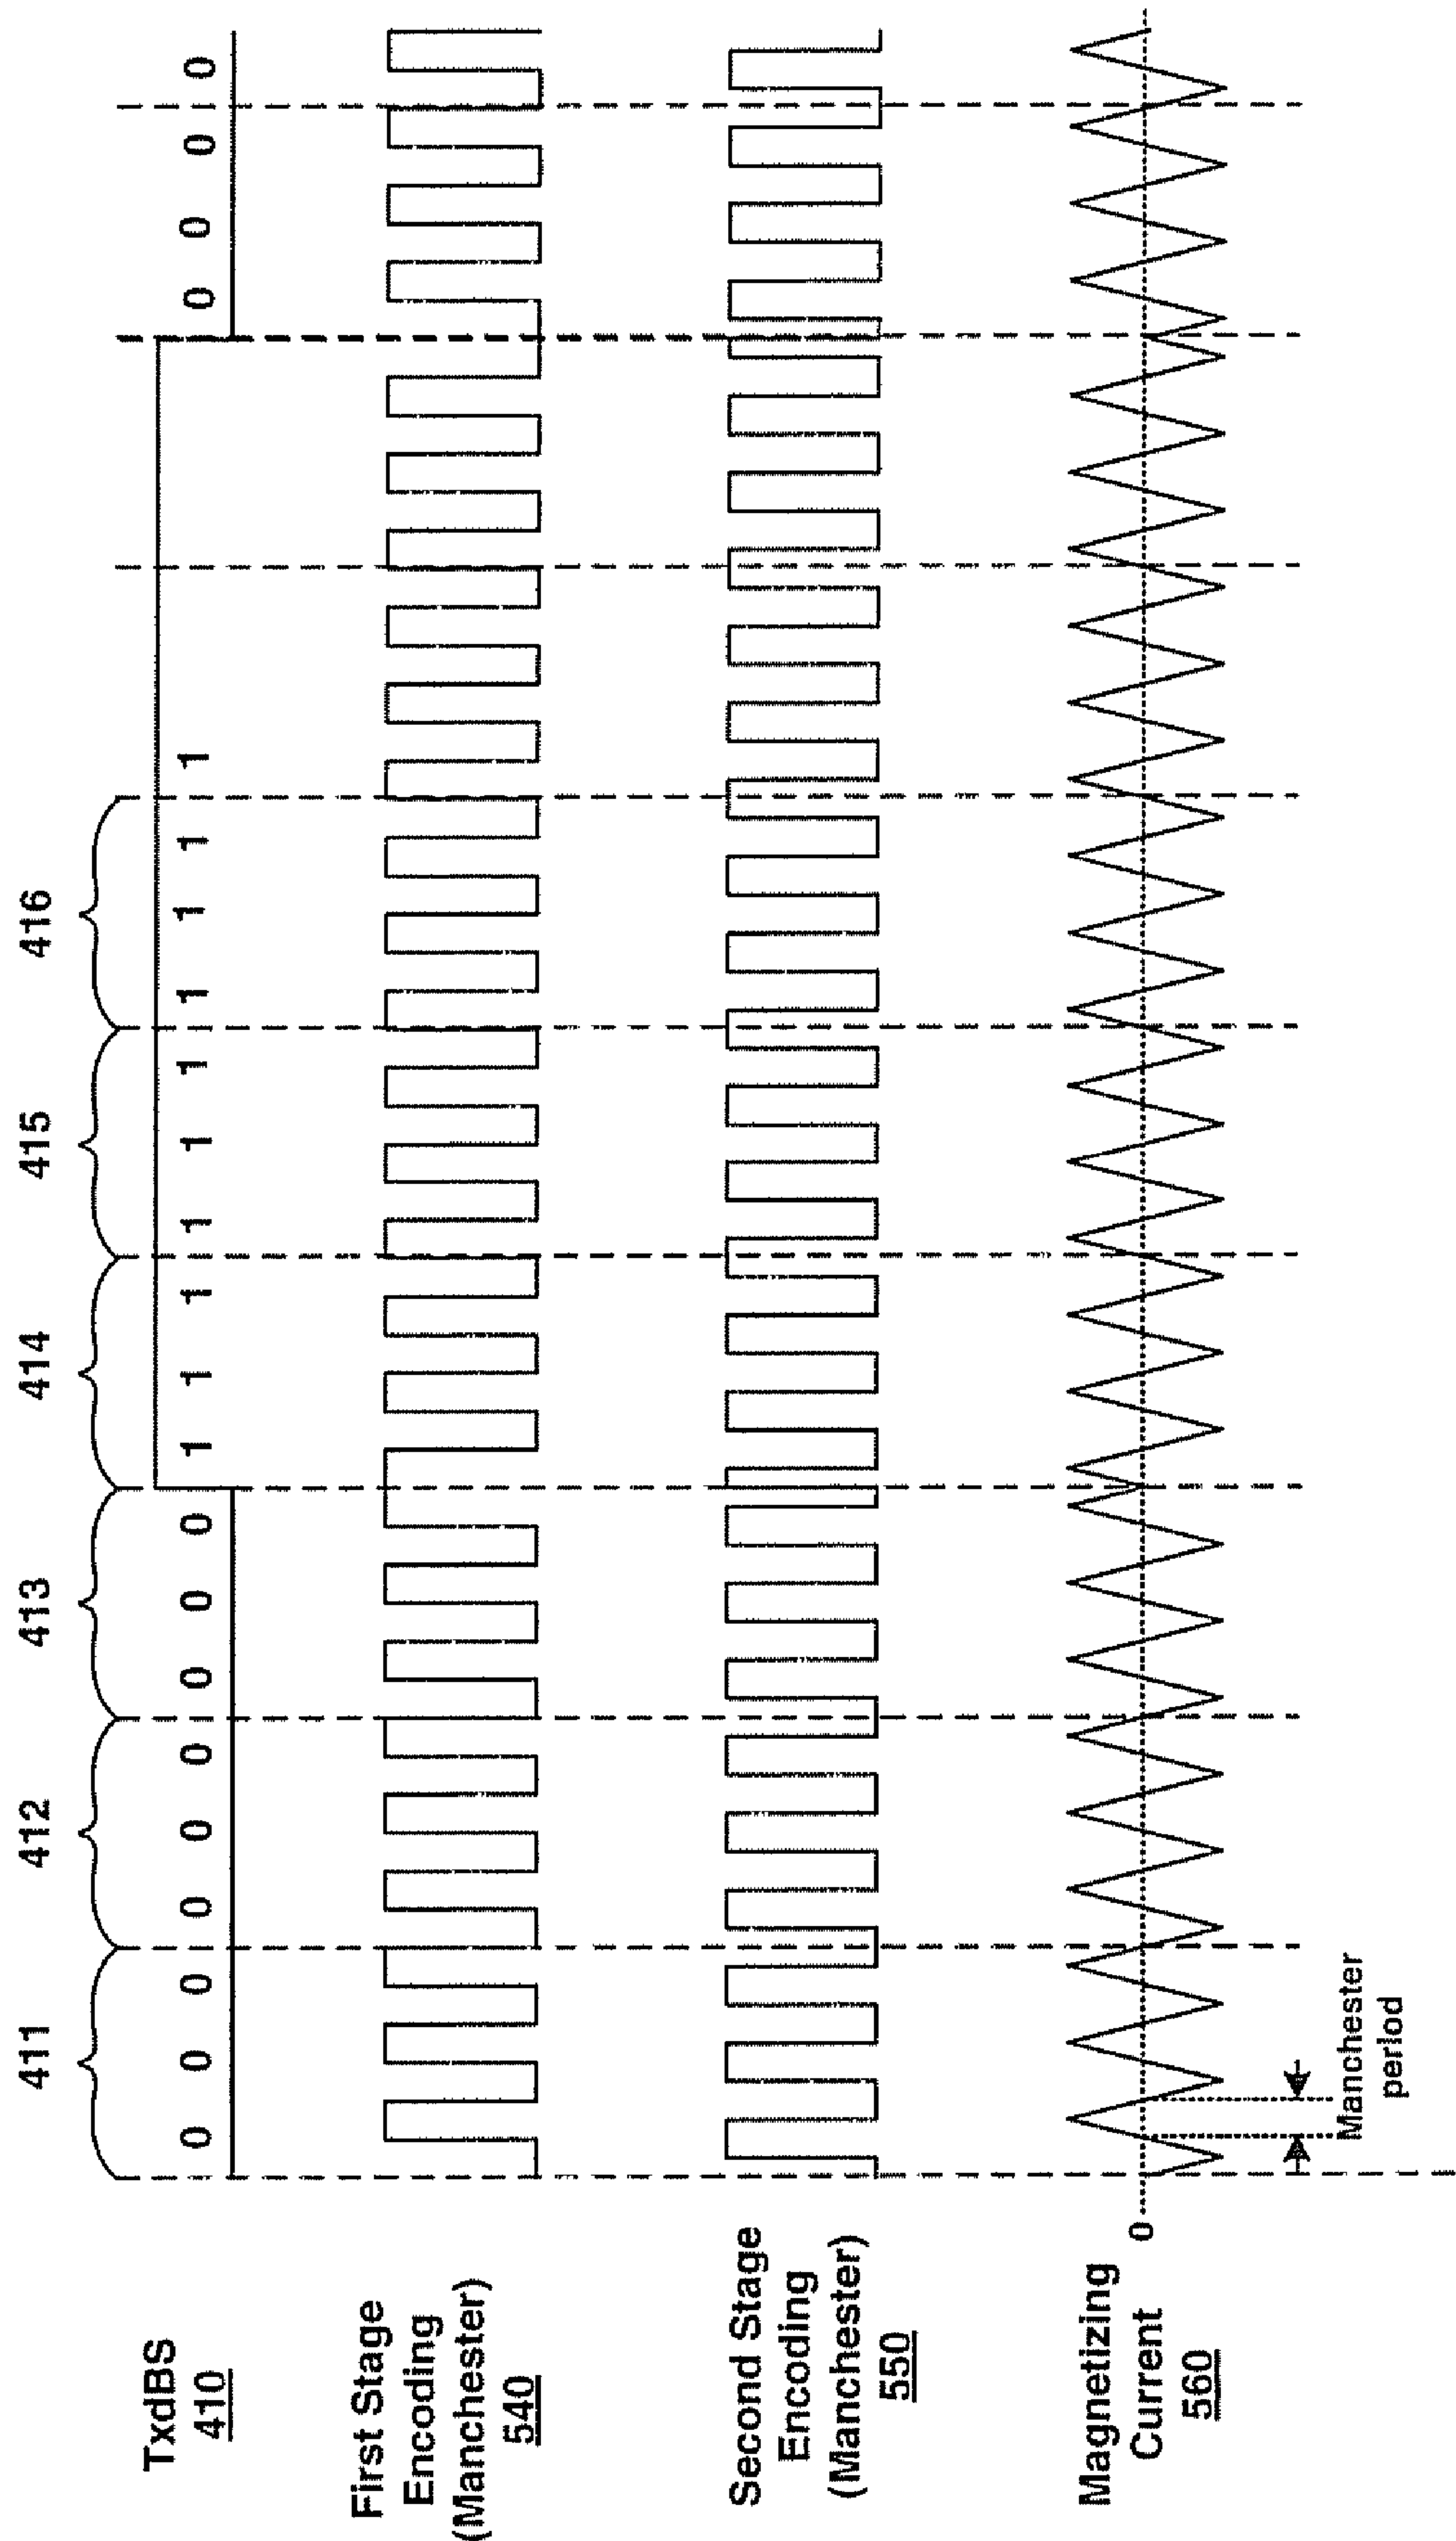 411 412 413 414 415 416
TxdBS
410
0 0 0 0 0 0 0 0 0 1 1 1 1 1 1 1 1 1 1 0 0 0 0
First Stage
Encoding
(Manchester)
540
Second Stage
Encoding
(Manchester)
550
Magnetizing
Current
560
0
Manchester
period